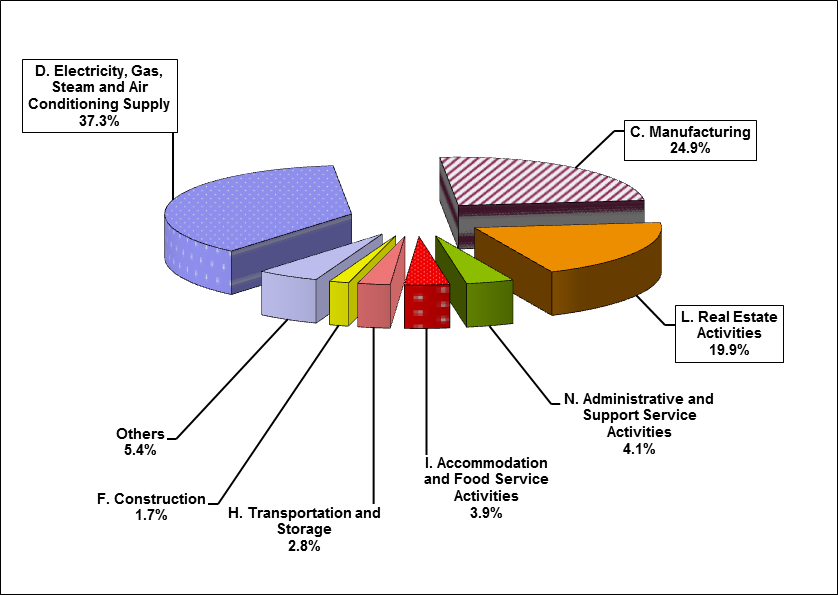 D. Electricity, Gas,
Steam and Air
Conditioning Supply
37.3%
C. Manufacturing
24.9%
L. Real Estate
Activities
19.9%
N. Administrative and
Support Service
Activities
4.1%
I. Accommodation
and Food Service
Activities
3.9%
H. Transportation and
Storage
2.8%
F. Construction
1.7%
Others
5.4%